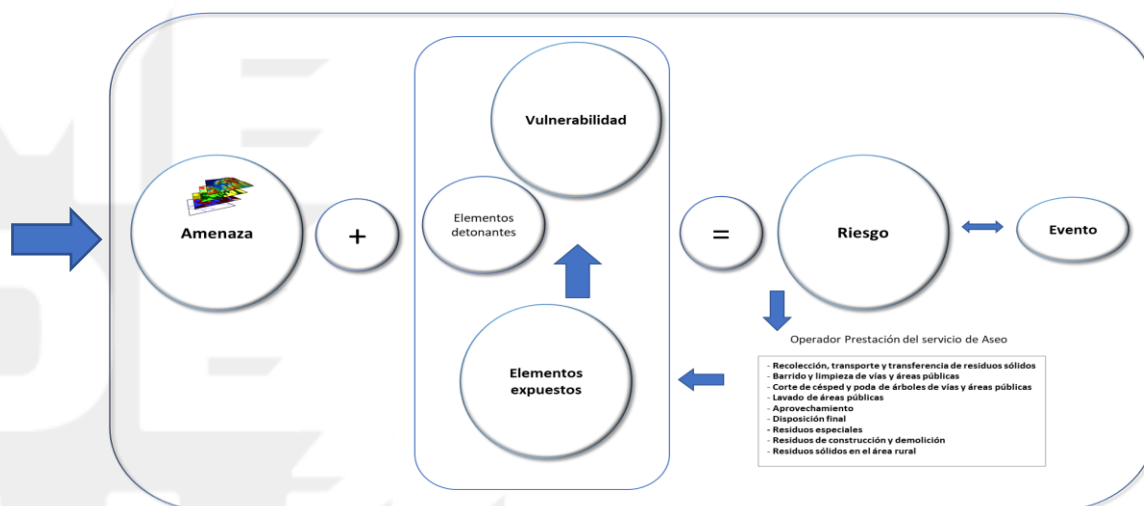 Vulnerabilidad
Elementos
detonantes
Amenaza
+
=
Riesgo
Evento
Elementos
expuestos
Operador Prestación del servicio de Aseo
- Recolección, transporte y transferencia de residuos sólidos
- Barrido y limpieza de vías y áreas públicas
- Corte de césped y poda de árboles de vías y áreas públicas
- Lavado de áreas públicas
- Aprovechamiento
- Disposición final
- Residuos especiales
- Residuos de construcción y demolición
- Residuos sólidos en el área rural